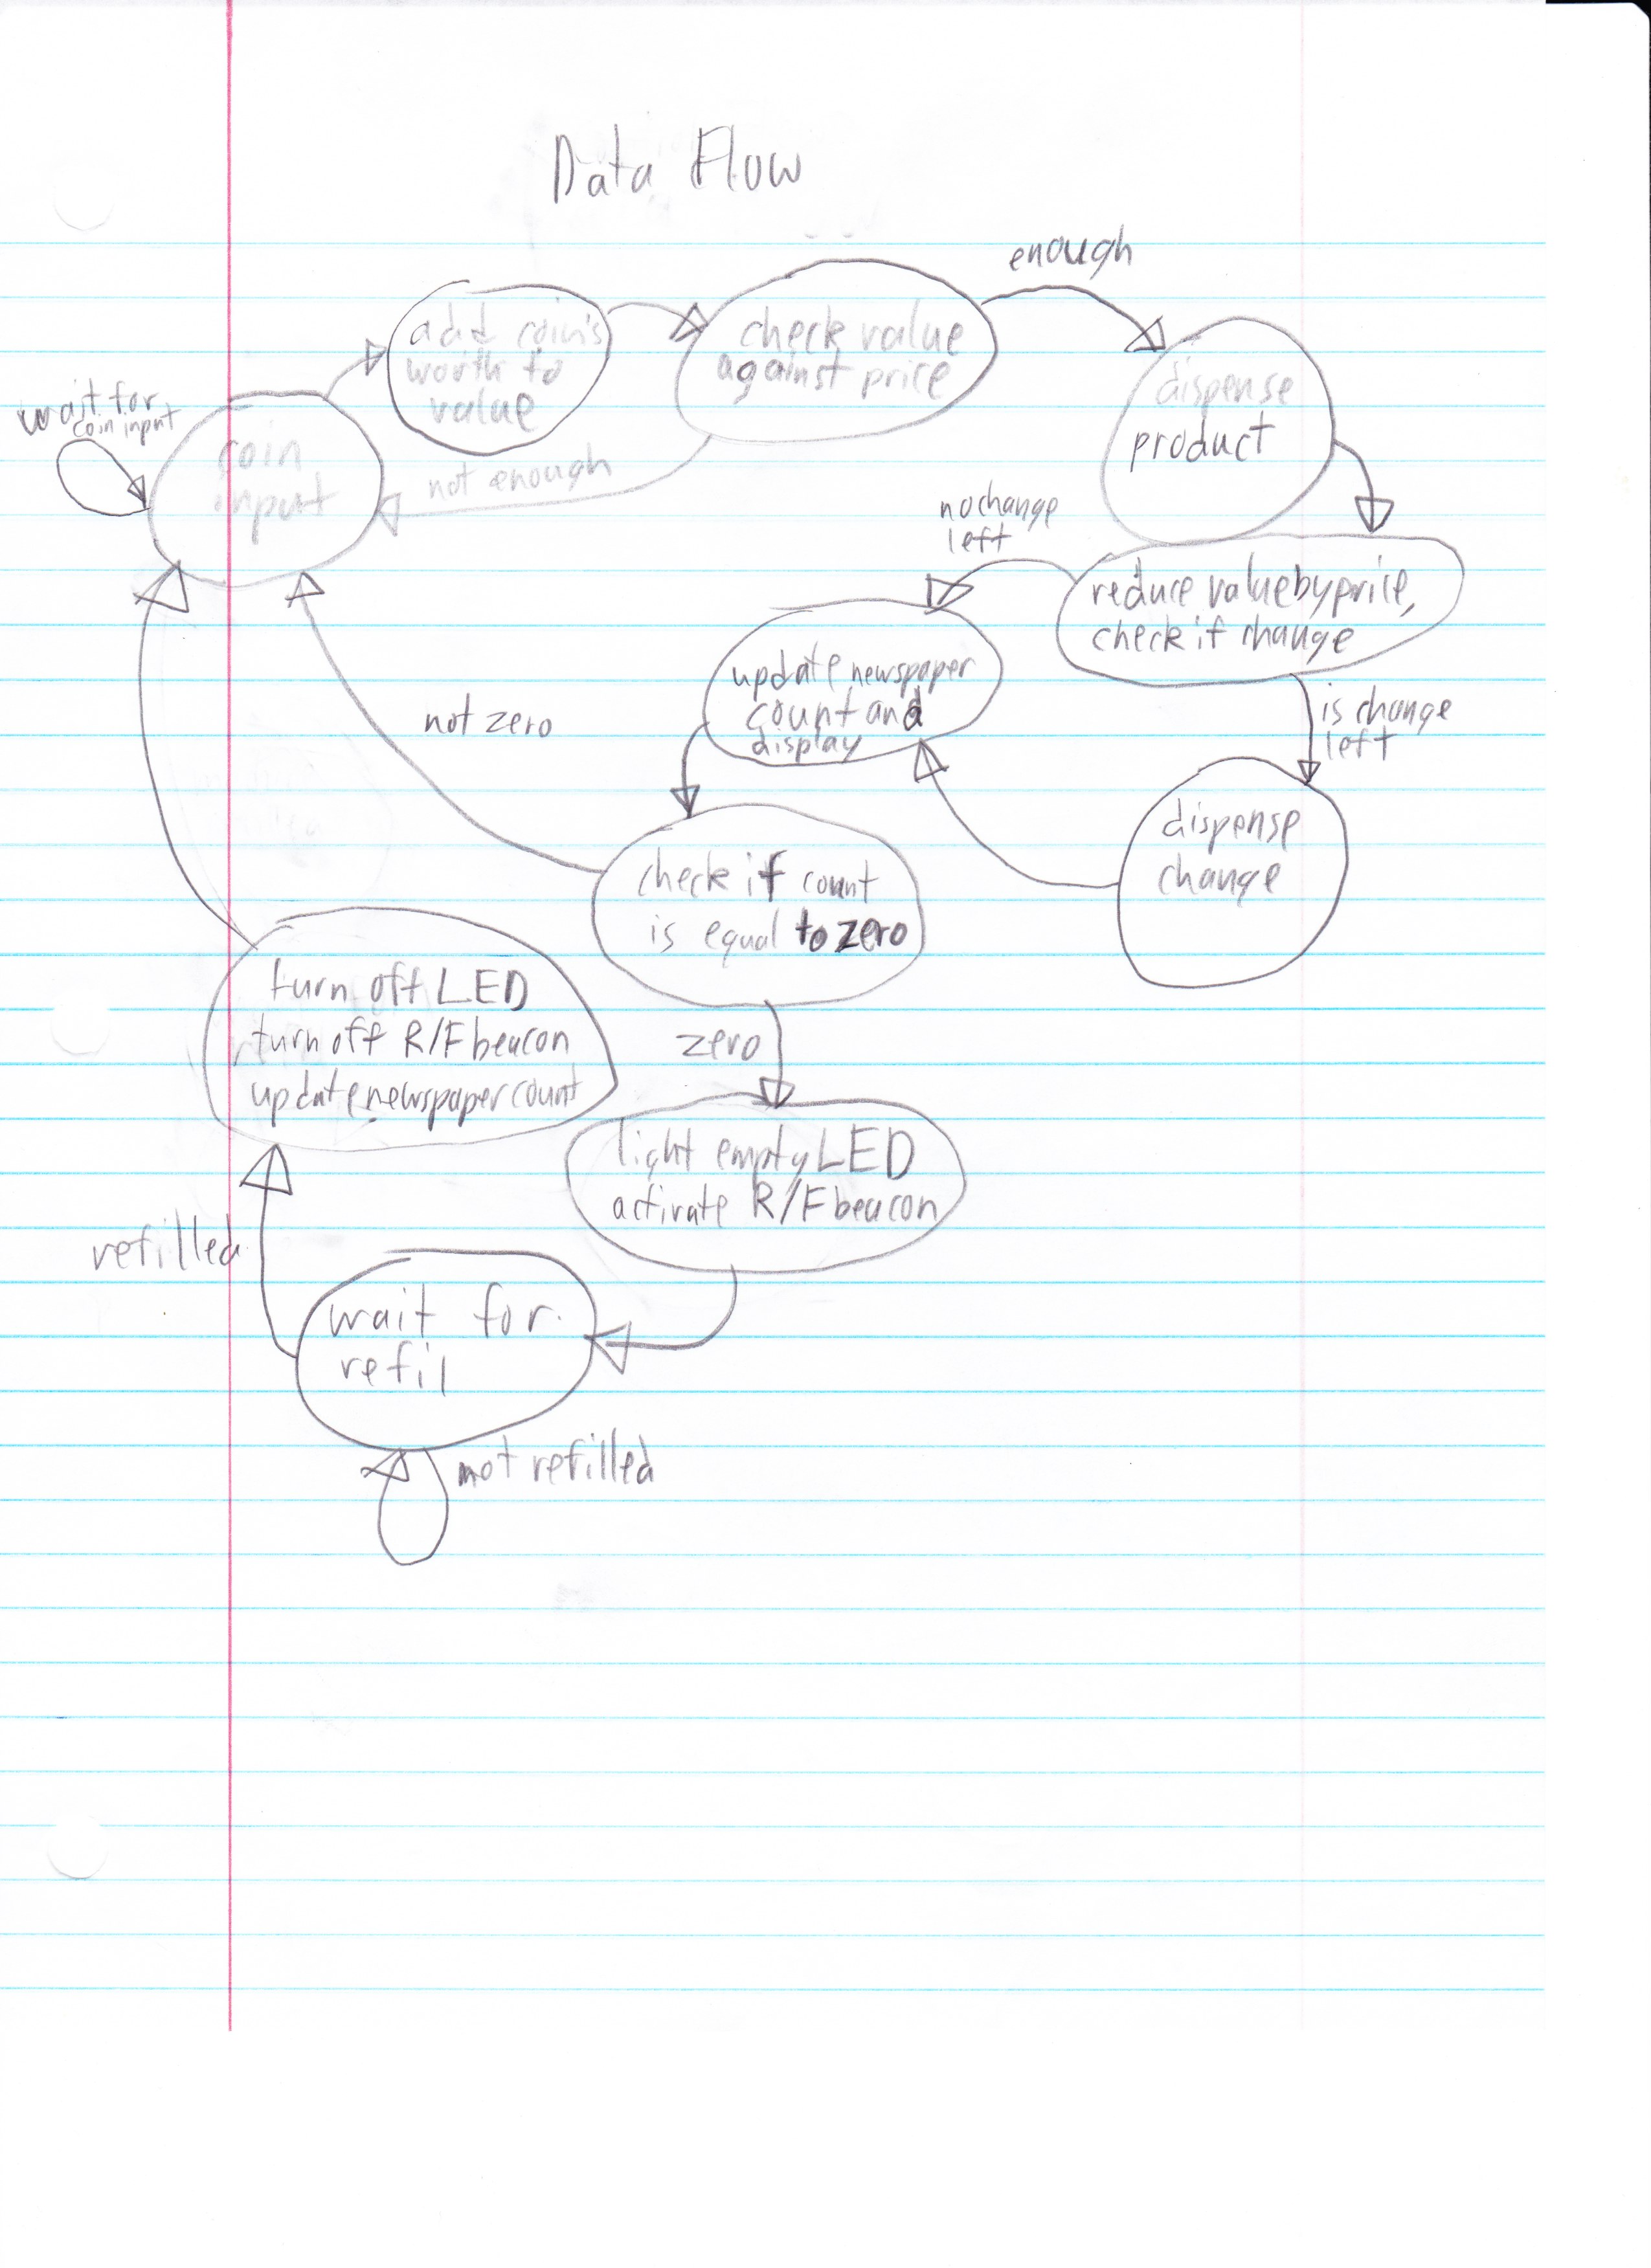 Data Flow
enough
add coin's
worth to
value
check value
against price
wait for
coin input
coin
input
not enough
dispense
product
no change
left
reduce value by price,
check if change
update newspaper
count and
display
is change
left
not zero
dispense
change
check if count
is equal to zero
turn off LED
turn off R/F beacon
update newspaper count
zero
light empty LED
activate R/F beacon
refilled
wait for
refil
not refilled